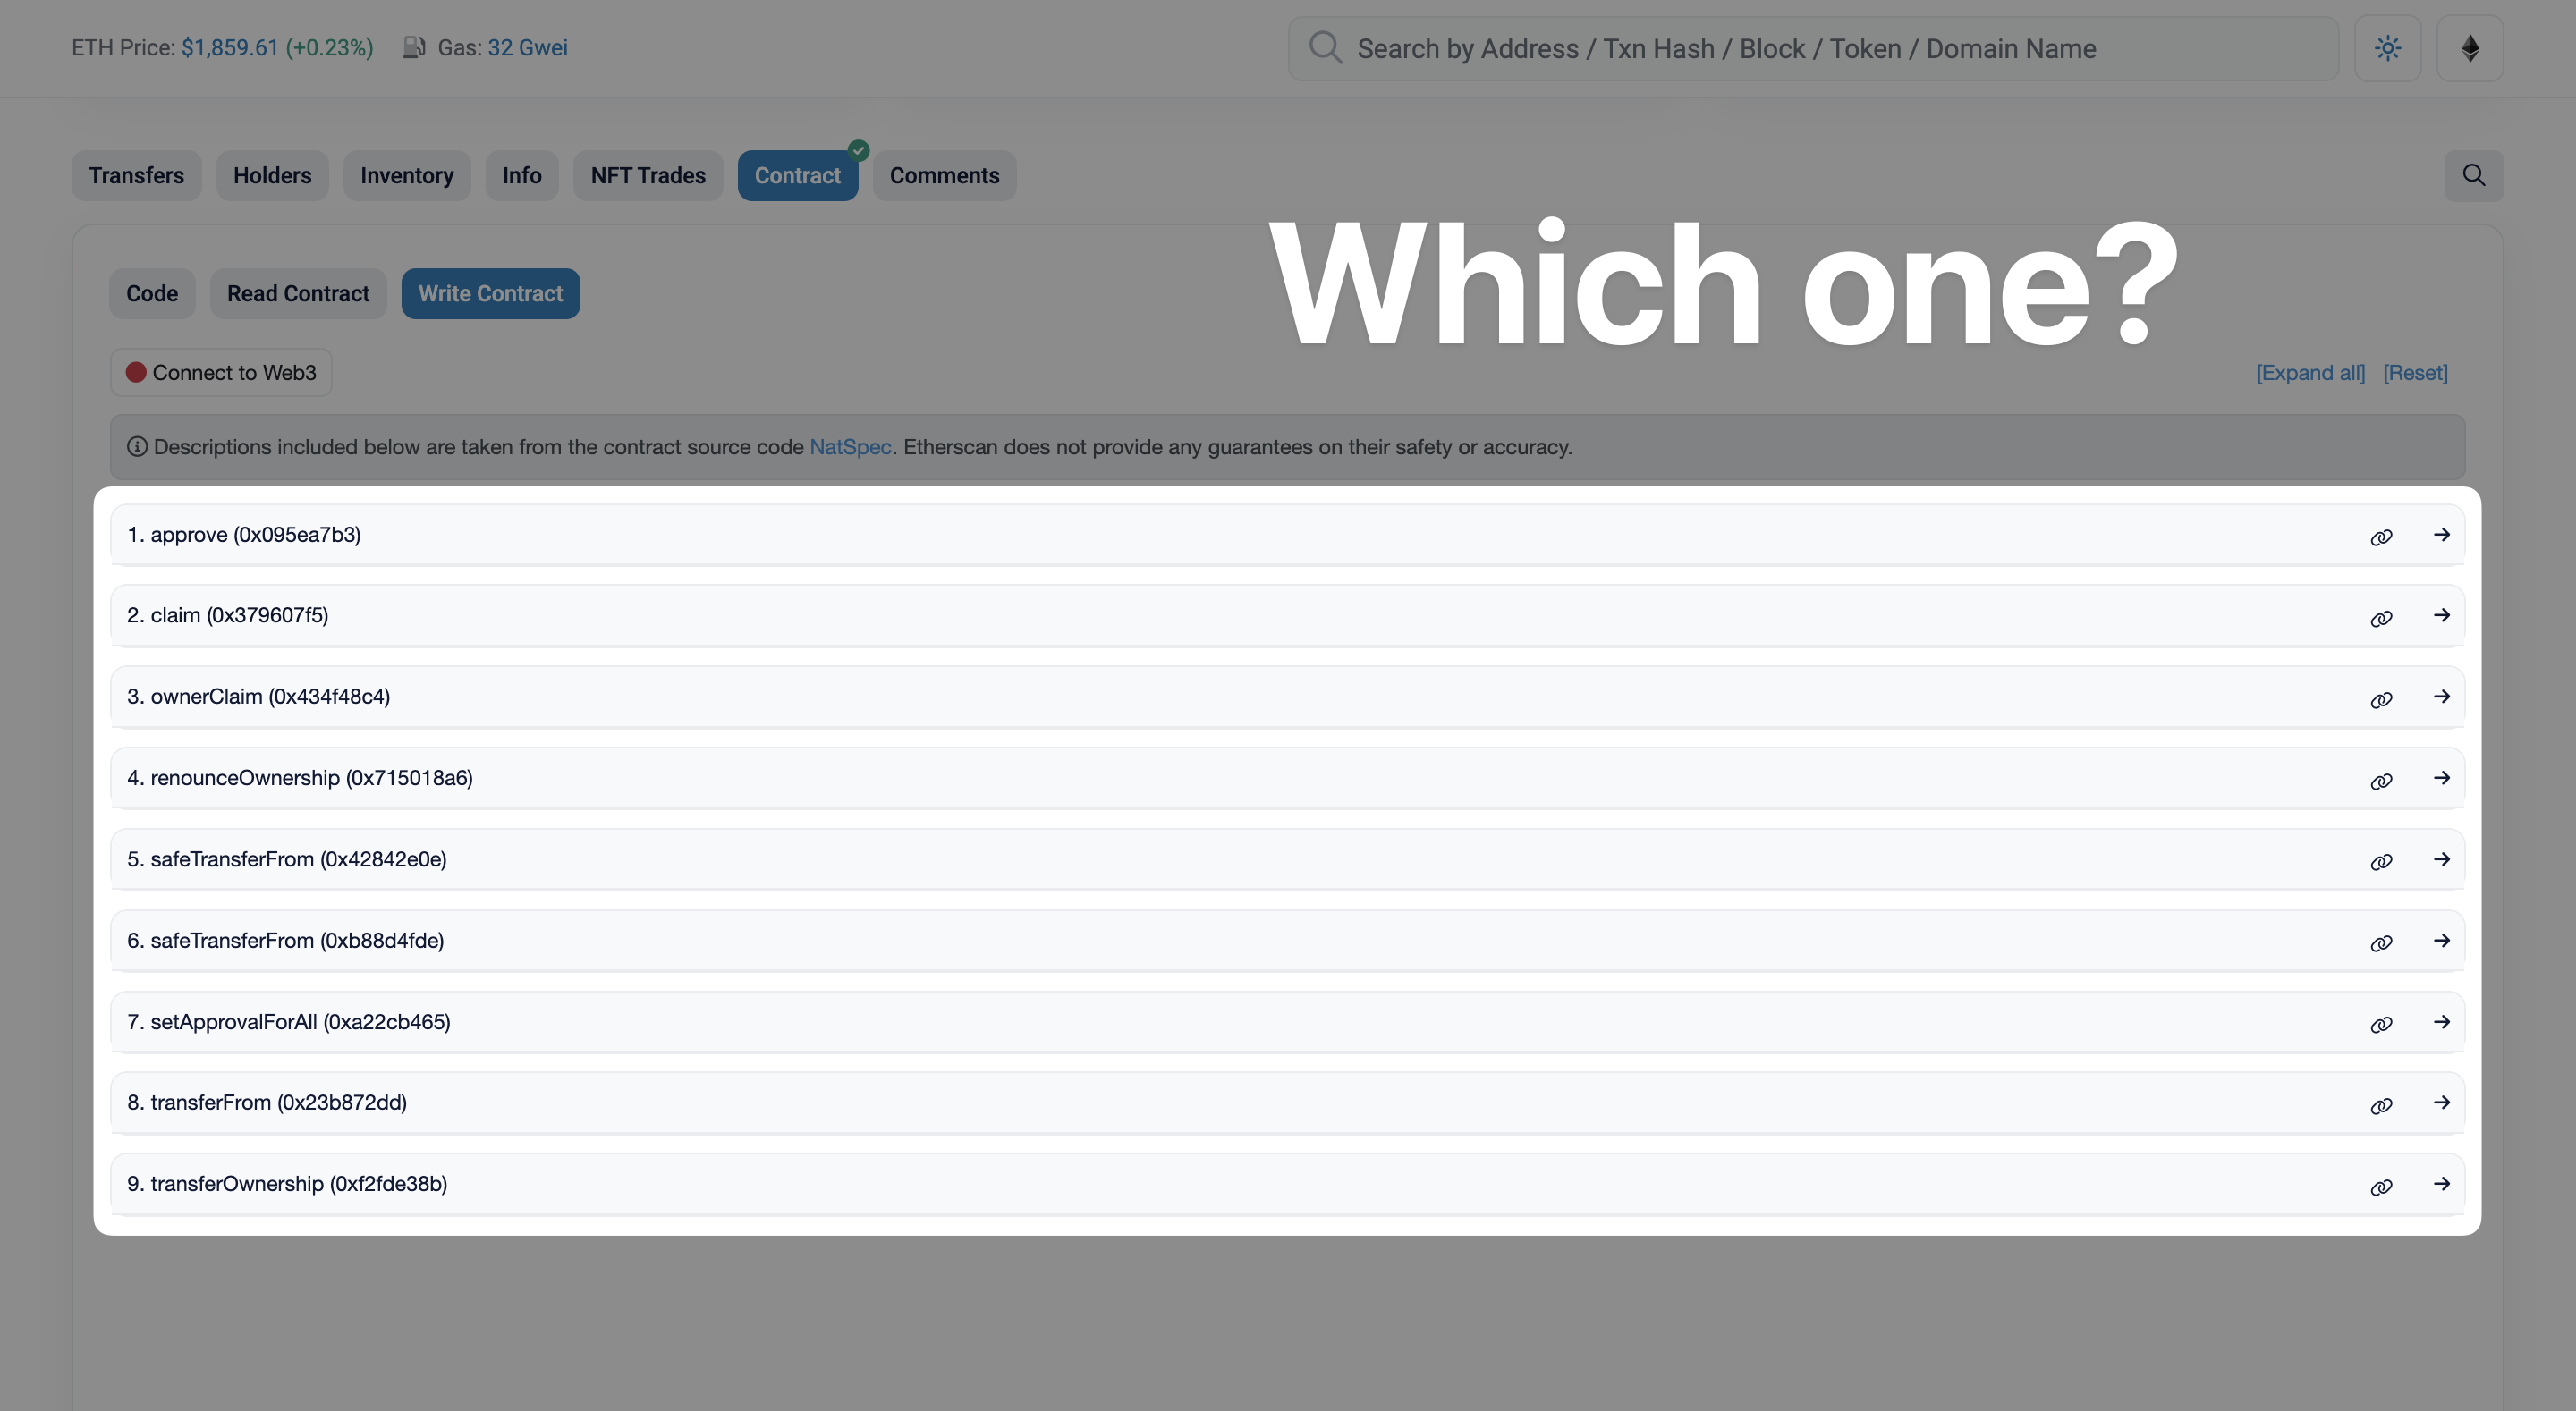 ETH Price: $1,859.61 (+0.23%) Gas: 32 Gwei
Search by Address / Txn Hash / Block / Token / Domain Name
Transfers Holders Inventory Info NFT Trades Contract Comments
Which one?
Code Read Contract Write Contract
Connect to Web3
[Expand all] [Reset]
Descriptions included below are taken from the contract source code NatSpec. Etherscan does not provide any guarantees on their safety or accuracy.
1. approve (0x095ea7b3)
2. claim (0x379607f5)
3. ownerClaim (0x434f48c4)
4. renounceOwnership (0x715018a6)
5. safeTransferFrom (0x42842e0e)
6. safeTransferFrom (0xb88d4fde)
7. setApprovalForAll (0xa22cb465)
8. transferFrom (0x23b872dd)
9. transferOwnership (0xf2fde38b)